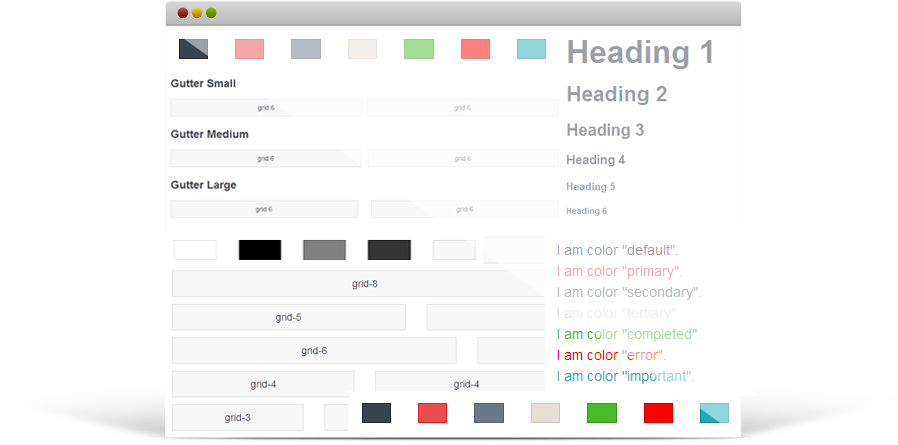 Heading 1
Gutter Small
Heading 2
grid 6 grid 6
Gutter Medium
Heading 3
grid 6 grid 6
Heading 4
Gutter Large
Heading 5
grid 6 grid 6
Heading 6
I am color "default".
I am color "primary".
grid-8
I am color "secondary".
grid-5
I am color "tertiary".
I am color "completed".
grid-6
I am color "error".
grid-4 grid-4
I am color "important".
grid-3